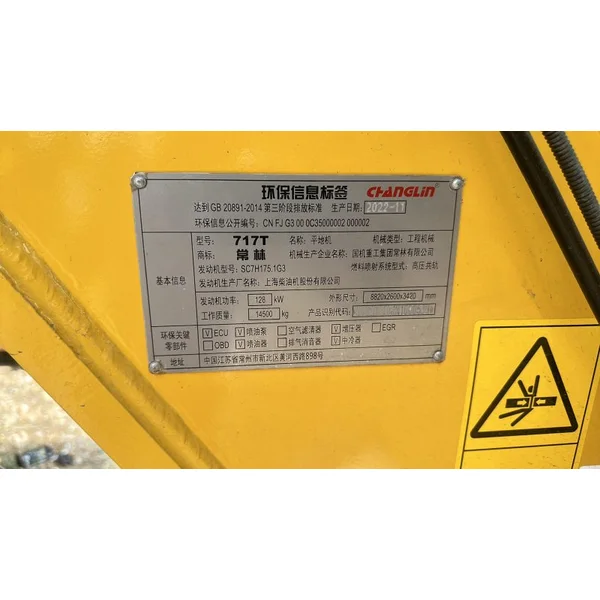 环保信息标签 CHANGLIN
达到 GB 20891-2014 第三阶段排放标准 生产日期: 2022-11
环保信息公开编号: CN FJ G3 00 0C35000002 000002
型号: 717T 名称: 平地机 机械类型: 工程机械
商标: 常林 机械生产企业名称: 国机重工集团常林有限公司
基本信息 发动机型号: SC7H175.1G3 燃料喷射系统型式: 高压共轨
发动机生产厂名称: 上海柴油机股份有限公司
发动机功率: 128 kW 外形尺寸: 8820x2600x3420 mm
工作质量: 14500 kg 产品识别代码:
环保关键零部件 V ECU V 喷油泵 空气滤清器 V 增压器 EGR
OBD V 喷油器 排气消音器 V 中冷器
地址 中国江苏省常州市新北区黄河西路898号